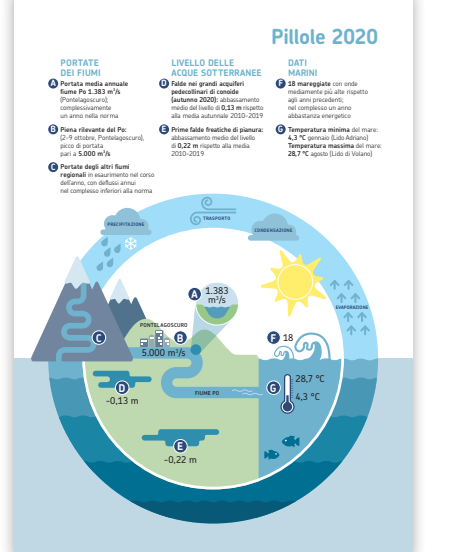 Pillole 2020
PORTATE
DEI FIUMI
A Portata media annuale
fiume Po 1.383 m³/s
(Pontelagoscuro);
complessivamente
un anno nella norma
B Piena rilevante del Po:
(2-9 ottobre, Pontelagoscuro),
picco di portata
pari a 5.000 m³/s
C Portate degli altri fiumi
regionali in esaurimento nel corso
dell'anno, con deflussi annui
nel complesso inferiori alla norma
LIVELLO DELLE
ACQUE SOTTERRANEE
D Falde nei grandi acquiferi
pedecollinari di conoide
(autunno 2020): abbassamento
medio del livello di 0,13 m rispetto
alla media autunnale 2010-2019
E Prime falde freatiche di pianura:
abbassamento medio del livello
di 0,22 m rispetto alla media
2010-2019
DATI
MARINI
F 18 mareggiate con onde
mediamente più alte rispetto
agli anni precedenti;
nel complesso un anno
abbastanza energetico
G Temperatura minima del mare:
4,3 °C gennaio (Lido Adriano)
Temperatura massima del mare:
28,7 °C agosto (Lido di Volano)
TRASPORTO
PRECIPITAZIONE
CONDENSAZIONE
EVAPORAZIONE
A 1.383
m³/s
PONTELAGOSCURO
B
5.000 m³/s
C
F 18
D
-0,13 m
FIUME PO
G 28,7 °C
4,3 °C
E
-0,22 m